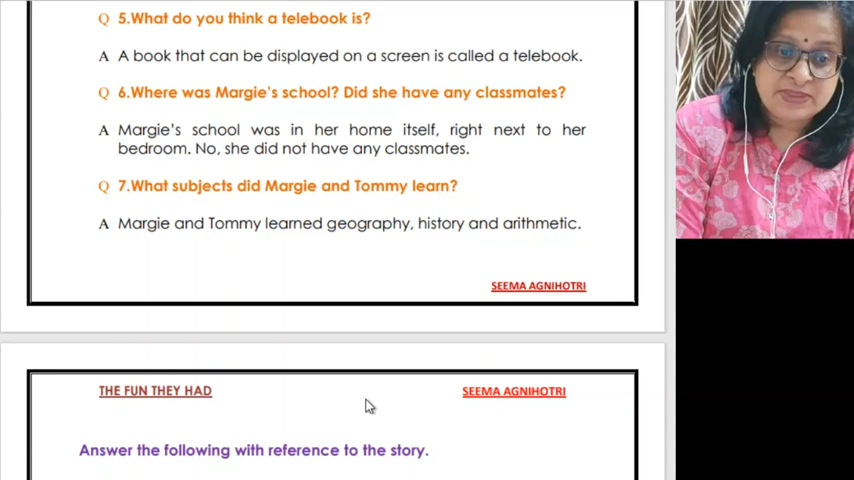 Q 5.What do you think a telebook is?
A A book that can be displayed on a screen is called a telebook.
Q 6.Where was Margie's school? Did she have any classmates?
A Margie's school was in her home itself, right next to her
bedroom. No, she did not have any classmates.
Q 7.What subjects did Margie and Tommy learn?
A Margie and Tommy learned geography, history and arithmetic.
SEEMA AGNIHOTRI
THE FUN THEY HAD SEEMA AGNIHOTRI
Answer the following with reference to the story.